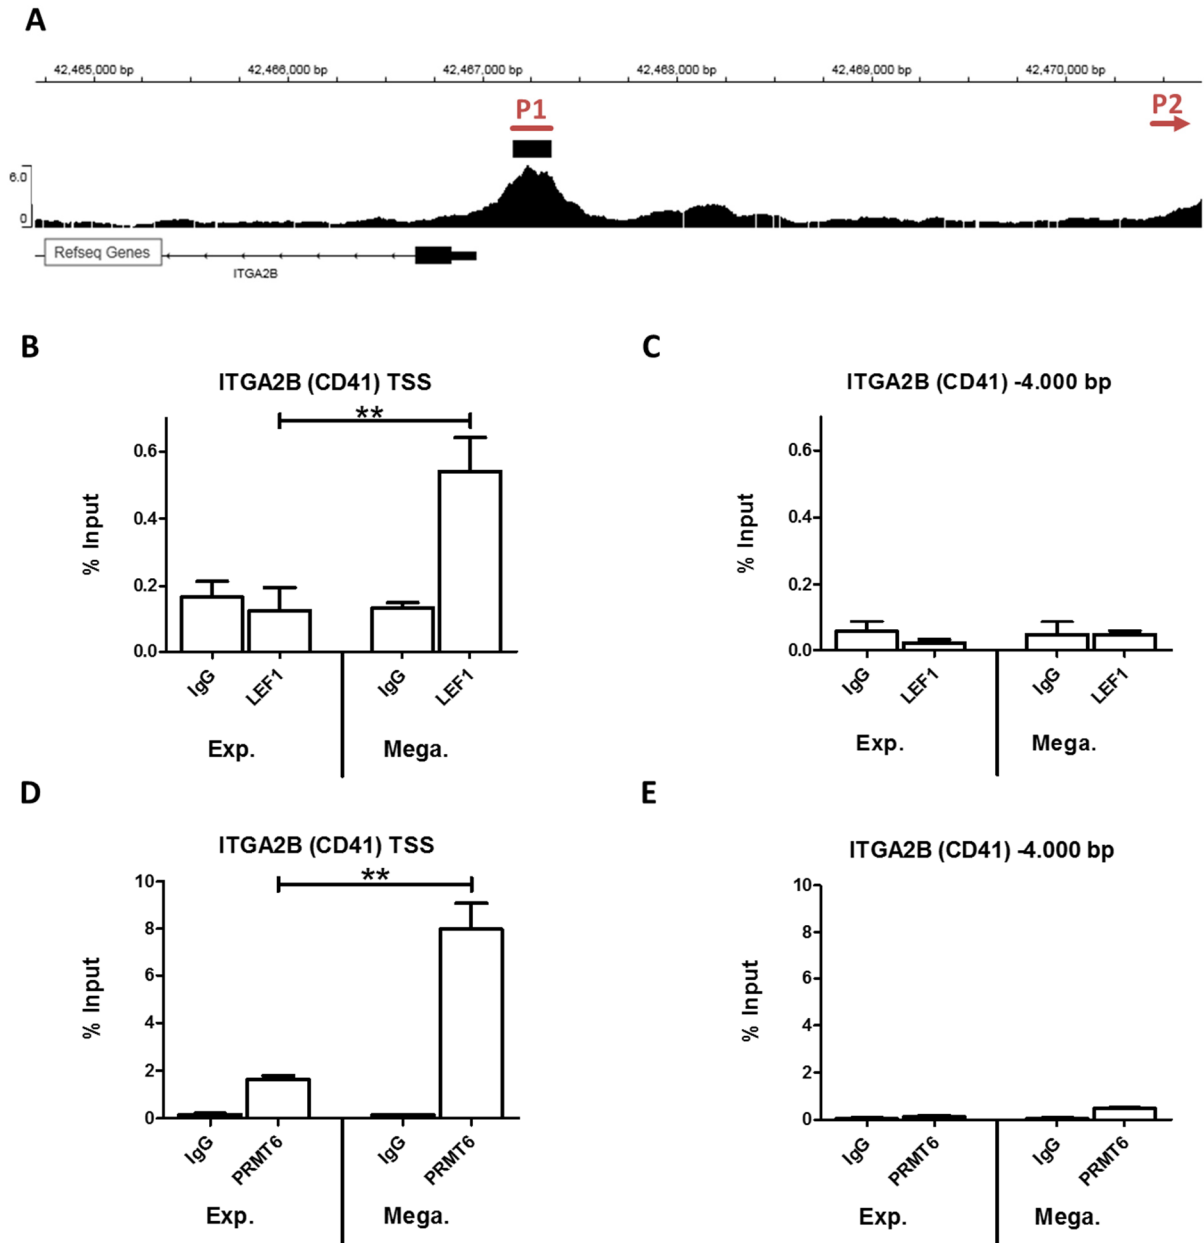 A
42,465,000 bp 42,466,000 bp 42,467,000 bp 42,468,000 bp 42,469,000 bp 42,470,000 bp
P1 P2
6.0
0
Refseq Genes
ITGA2B
B
ITGA2B (CD41) TSS
**
% Input
0.6
0.4
0.2
0.0
IgG LEF1 IgG LEF1
Exp. Mega.
C
ITGA2B (CD41) -4.000 bp
% Input
0.6
0.4
0.2
0.0
IgG LEF1 IgG LEF1
Exp. Mega.
D
ITGA2B (CD41) TSS
**
% Input
10
8
6
4
2
0
IgG PRMT6 IgG PRMT6
Exp. Mega.
E
ITGA2B (CD41) -4.000 bp
% Input
10
8
6
4
2
0
IgG PRMT6 IgG PRMT6
Exp. Mega.